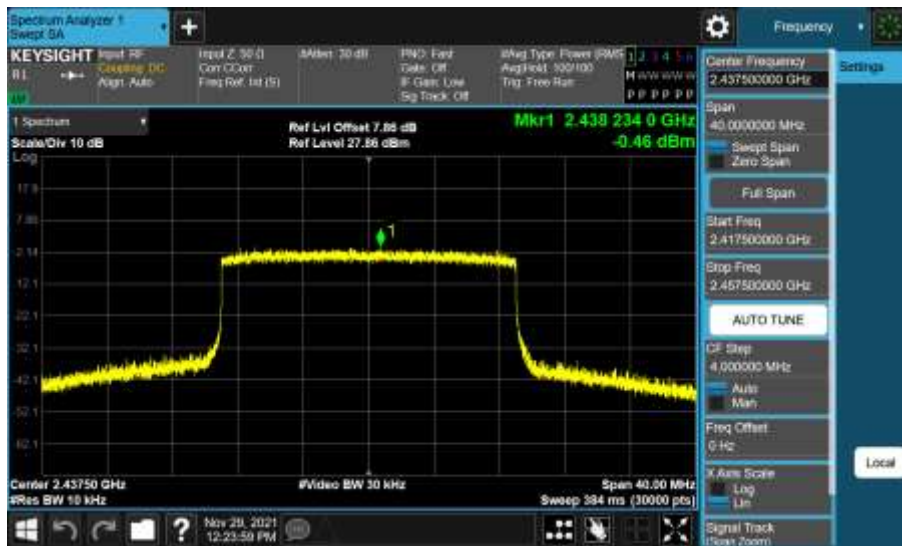 Spectrum Analyzer 1
Swept SA
Frequency
KEYSIGHT
Input: RF
Coupling: DC
Align: Auto
Input Z: 50 Ω
Corr CCorr
Freq Ref: Int (S)
#Atten: 30 dB
PNO: Fast
Gate: Off
IF Gain: Low
Sig Track: Off
#Avg Type: Power (RMS
Avg|Hold: 100/100
Trig: Free Run
1 2 3 4 5 6
M W W W W W
P P P P P P
Center Frequency
2.437500000 GHz
Settings
Span
40.0000000 MHz
Swept Span
Zero Span
Full Span
Start Freq
2.417500000 GHz
Stop Freq
2.457500000 GHz
AUTO TUNE
CF Step
4.000000 MHz
Auto
Man
Freq Offset
0 Hz
X Axis Scale
Log
Lin
Signal Track
(Span Zoom)
Local
1 Spectrum
Scale/Div 10 dB
Ref Lvl Offset 7.86 dB
Ref Level 27.86 dBm
Mkr1 2.438 234 0 GHz
-0.46 dBm
Log
17.9
7.86
1
-2.14
-12.1
-22.1
-32.1
-42.1
-52.1
-62.1
Center 2.43750 GHz
#Video BW 30 kHz
Span 40.00 MHz
#Res BW 10 kHz
Sweep 384 ms (30000 pts)
?
Nov 29, 2021
12:23:59 PM